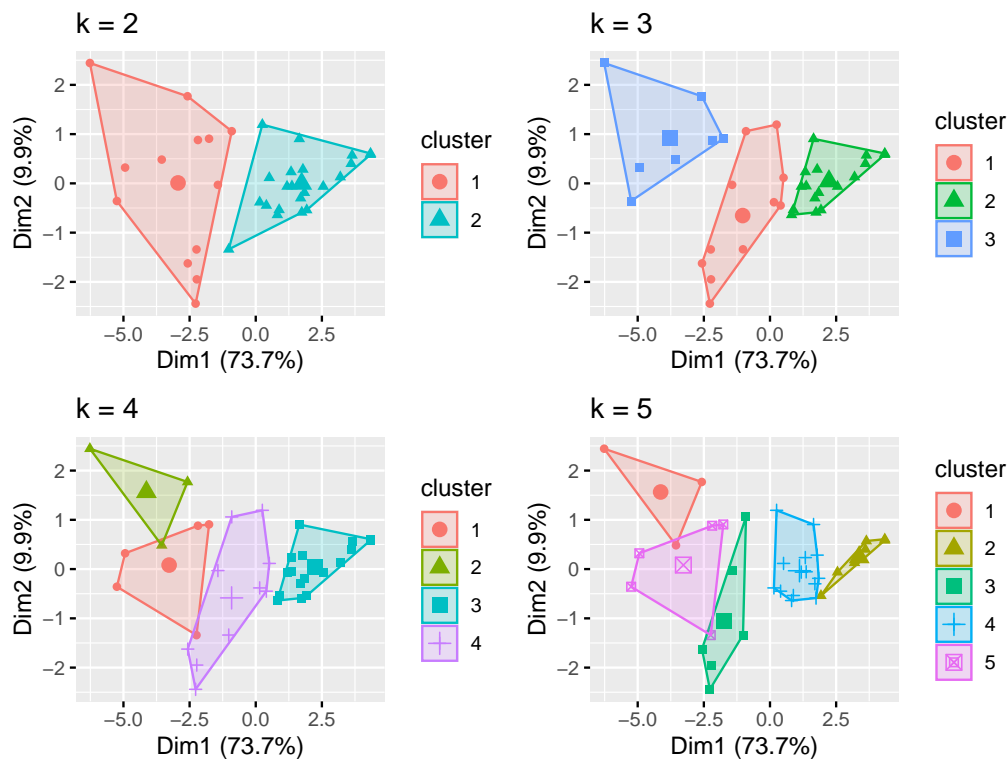 k = 2
Dim2 (9.9%)
2
1
0
−1
−2
−5.0 −2.5 0.0 2.5
Dim1 (73.7%)
cluster
1
2
k = 3
Dim2 (9.9%)
2
1
0
−1
−2
−5.0 −2.5 0.0 2.5
Dim1 (73.7%)
cluster
1
2
3
k = 4
Dim2 (9.9%)
2
1
0
−1
−2
−5.0 −2.5 0.0 2.5
Dim1 (73.7%)
cluster
1
2
3
4
k = 5
Dim2 (9.9%)
2
1
0
−1
−2
−5.0 −2.5 0.0 2.5
Dim1 (73.7%)
cluster
1
2
3
4
5